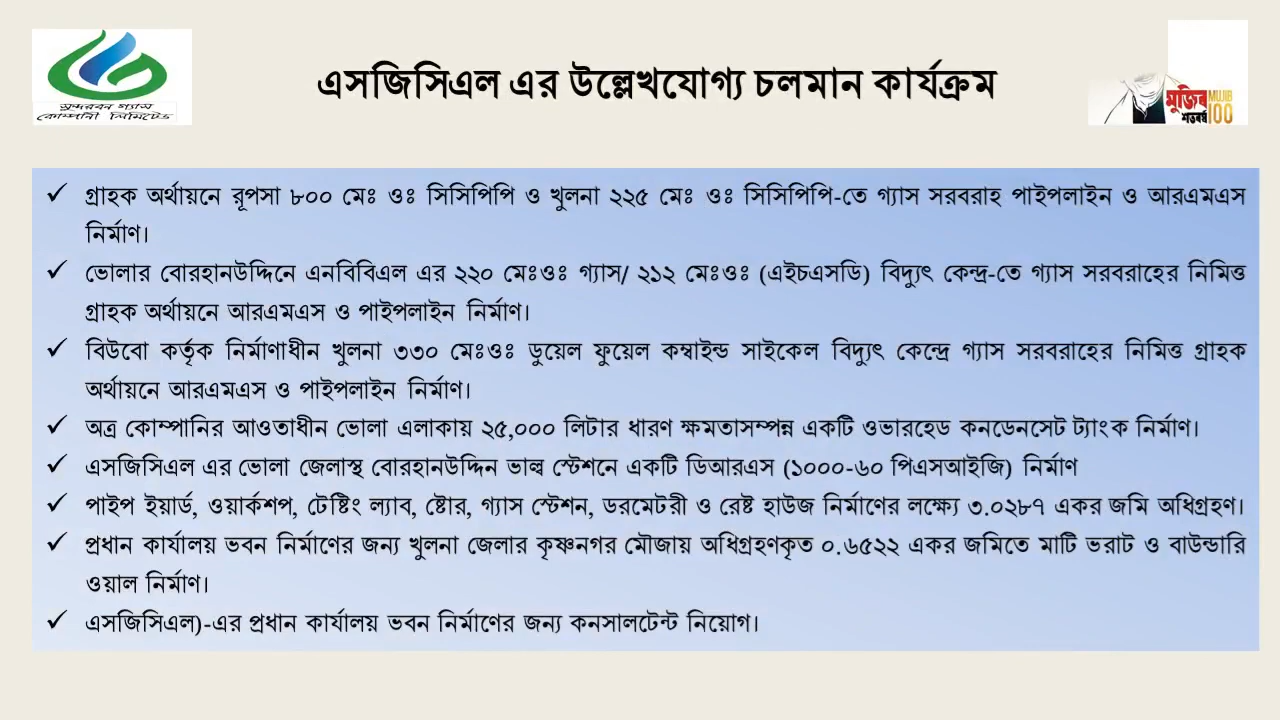 সুন্দরবন গ্যাস
কোম্পানী লিমিটেড
এসজিসিএল এর উল্লেখযোগ্য চলমান কার্যক্রম
মুজিব MUJIB
শতবর্ষ 100
✓ গ্রাহক অর্থায়নে রূপসা ৮০০ মেঃ ওঃ সিসিপিপি ও খুলনা ২২৫ মেঃ ওঃ সিসিপিপি-তে গ্যাস সরবরাহ পাইপলাইন ও আরএমএস
নির্মাণ।
✓ ভোলার বোরহানউদ্দিনে এনবিবিএল এর ২২০ মেঃওঃ গ্যাস/ ২১২ মেঃওঃ (এইচএসডি) বিদ্যুৎ কেন্দ্র-তে গ্যাস সরবরাহের নিমিত্ত
গ্রাহক অর্থায়নে আরএমএস ও পাইপলাইন নির্মাণ।
✓ বিউবো কর্তৃক নির্মাণাধীন খুলনা ৩৩০ মেঃওঃ ডুয়েল ফুয়েল কম্বাইন্ড সাইকেল বিদ্যুৎ কেন্দ্রে গ্যাস সরবরাহের নিমিত্ত গ্রাহক
অর্থায়নে আরএমএস ও পাইপলাইন নির্মাণ।
✓ অত্র কোম্পানির আওতাধীন ভোলা এলাকায় ২৫,০০০ লিটার ধারণ ক্ষমতাসম্পন্ন একটি ওভারহেড কনডেনসেট ট্যাংক নির্মাণ।
✓ এসজিসিএল এর ভোলা জেলাস্থ বোরহানউদ্দিন ভাল্ব স্টেশনে একটি ডিআরএস (১০০০-৬০ পিএসআইজি) নির্মাণ
✓ পাইপ ইয়ার্ড, ওয়ার্কশপ, টেষ্টিং ল্যাব, ষ্টোর, গ্যাস স্টেশন, ডরমেটরী ও রেষ্ট হাউজ নির্মাণের লক্ষ্যে ৩.০২৮৭ একর জমি অধিগ্রহণ।
✓ প্রধান কার্যালয় ভবন নির্মাণের জন্য খুলনা জেলার কৃষ্ণনগর মৌজায় অধিগ্রহণকৃত ০.৬৫২২ একর জমিতে মাটি ভরাট ও বাউন্ডারি
ওয়াল নির্মাণ।
✓ এসজিসিএল)-এর প্রধান কার্যালয় ভবন নির্মাণের জন্য কনসালটেন্ট নিয়োগ।